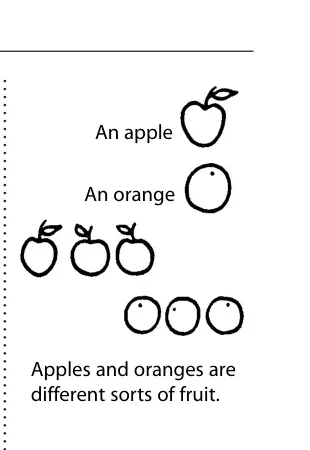 An apple
An orange
Apples and oranges are
different sorts of fruit.